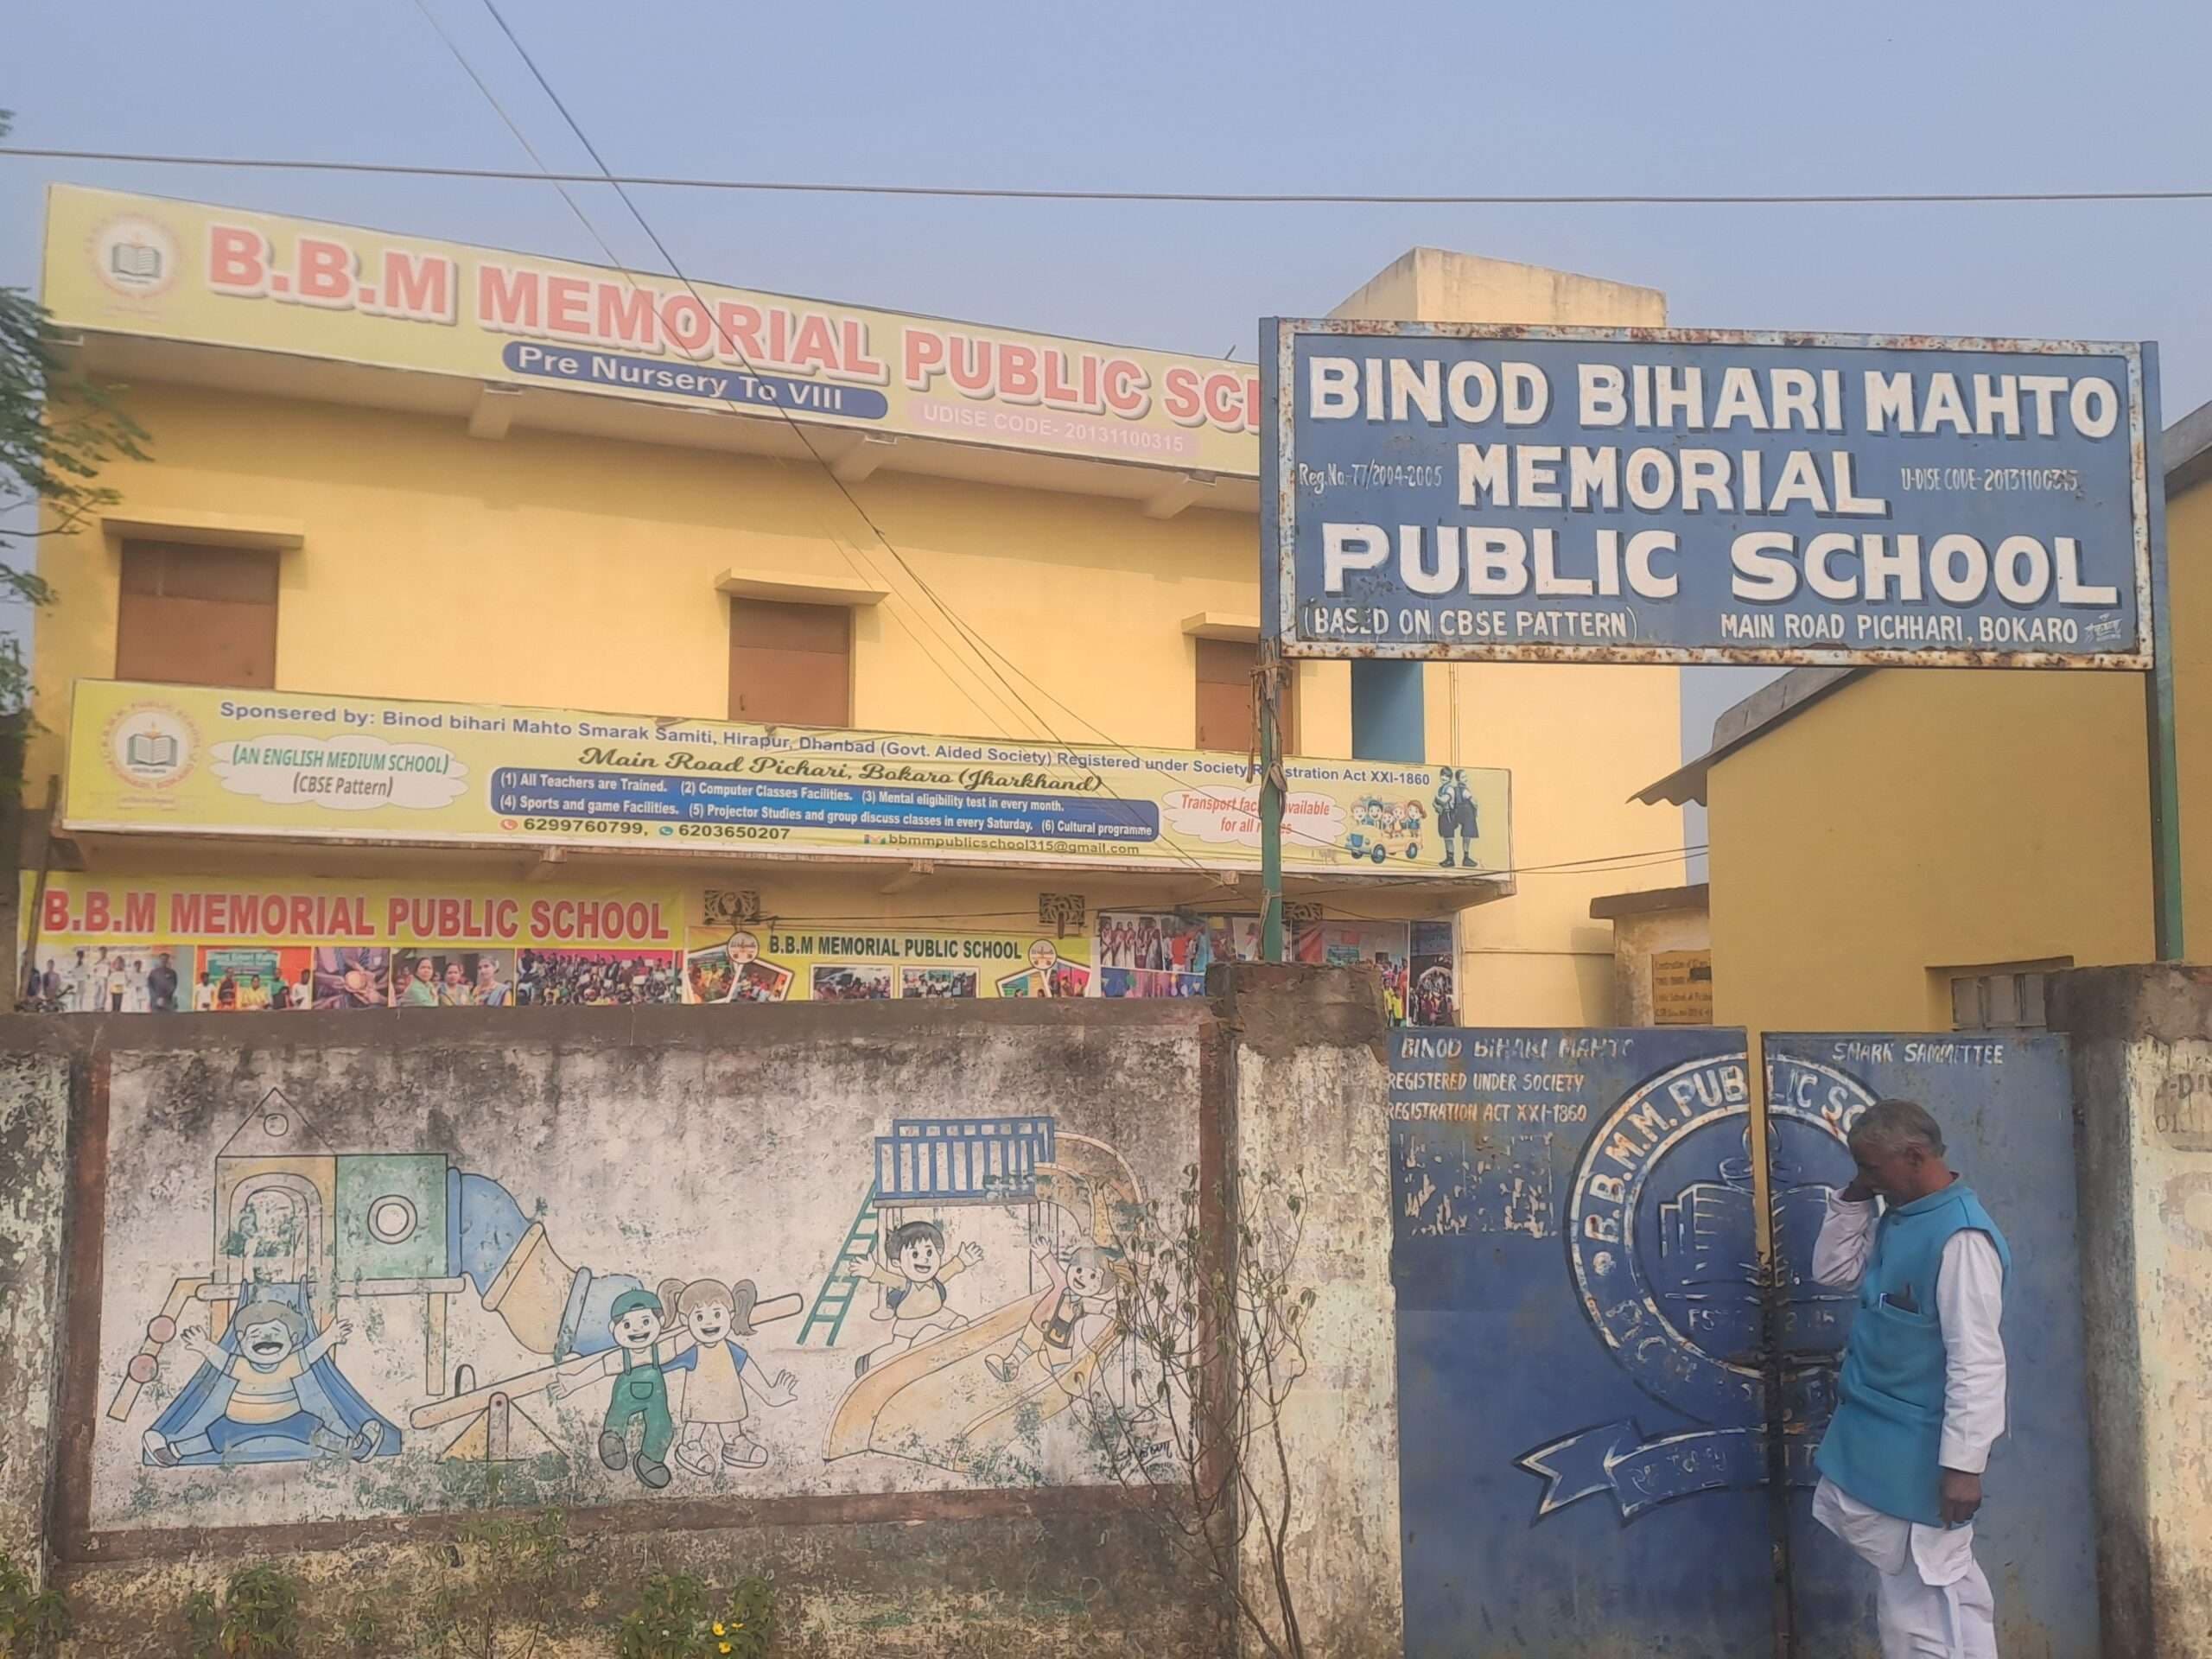 B.B.M MEMORIAL PUBLIC SC
Pre Nursery To VIII
UDISE CODE- 20131100315
BINOD BIHARI MAHTO
Reg.No.-77/2004-2005
MEMORIAL
U-DISE CODE-20131100315
PUBLIC SCHOOL
(BASED ON CBSE PATTERN)
MAIN ROAD PICHHARI, BOKARO
Sponsered by: Binod bihari Mahto Smarak Samiti, Hirapur, Dhanbad (Govt. Aided Society) Registered under Society Registration Act XXI-1860
(AN ENGLISH MEDIUM SCHOOL)
(CBSE Pattern)
Main Road Pichari, Bokaro (Jharkhand)
(1) All Teachers are Trained. (2) Computer Classes Facilities. (3) Mental eligibility test in every month.
(4) Sports and game Facilities. (5) Projector Studies and group discuss classes in every Saturday. (6) Cultural programme
6299760799, 6203650207
bbmmpublicschool315@gmail.com
Transport available
for all
B.B.M MEMORIAL PUBLIC SCHOOL
B.B.M MEMORIAL PUBLIC SCHOOL
BINOD BIHARI MAHTO
SMARK SAMMITTEE
REGISTERED UNDER SOCIETY
REGISTRATION ACT XXI-1860
B.B.M.M. PUBLIC SC